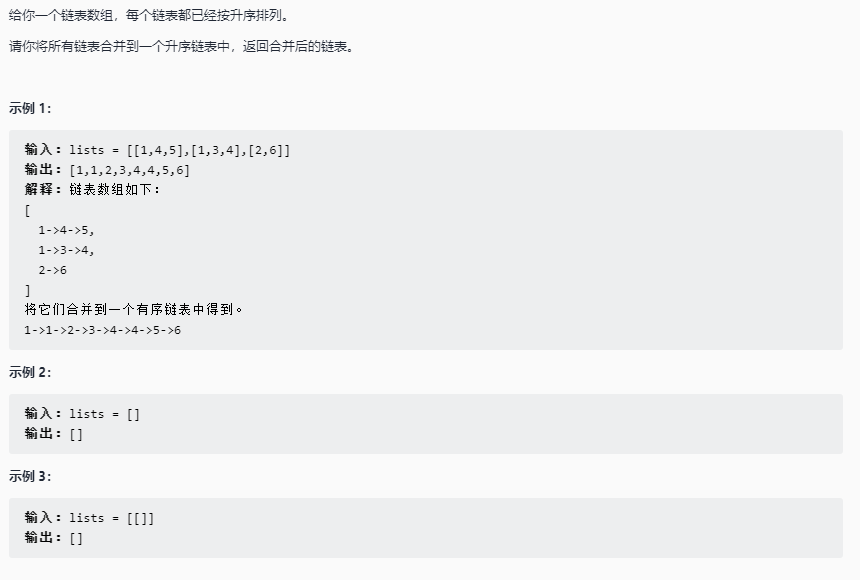 给你一个链表数组，每个链表都已经按升序排列。
请你将所有链表合并到一个升序链表中，返回合并后的链表。
示例 1：
输入：lists = [[1,4,5],[1,3,4],[2,6]]
输出：[1,1,2,3,4,4,5,6]
解释：链表数组如下：
[
  1->4->5,
  1->3->4,
  2->6
]
将它们合并到一个有序链表中得到。
1->1->2->3->4->4->5->6
示例 2：
输入：lists = []
输出：[]
示例 3：
输入：lists = [[]]
输出：[]